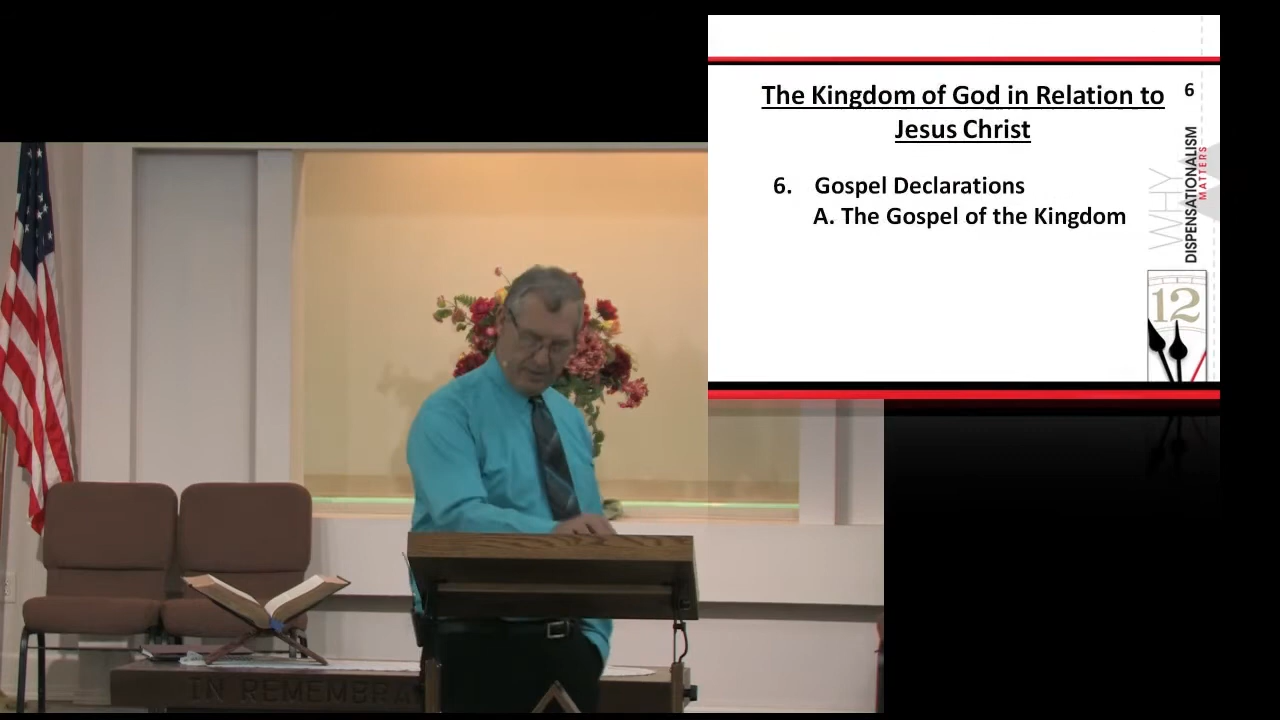 The Kingdom of God in Relation to
Jesus Christ
6
6. Gospel Declarations
A. The Gospel of the Kingdom
WHY
DISPENSATIONALISM
MATTERS
12
IN REMEMBRA